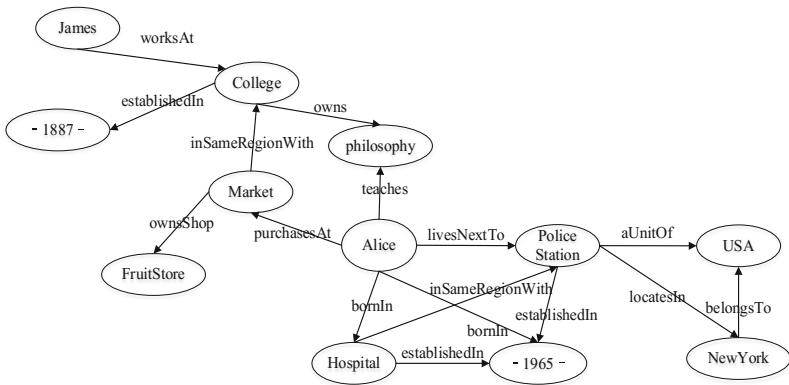 James
worksAt
College
establishedIn
owns
- 1887 -
philosophy
inSameRegionWith
teaches
Market
ownsShop
purchasesAt
Alice
livesNextTo
Police
Station
aUnitOf
USA
FruitStore
inSameRegionWith
locatesIn
bornIn
establishedIn
belongsTo
bornIn
Hospital
establishedIn
- 1965 -
NewYork